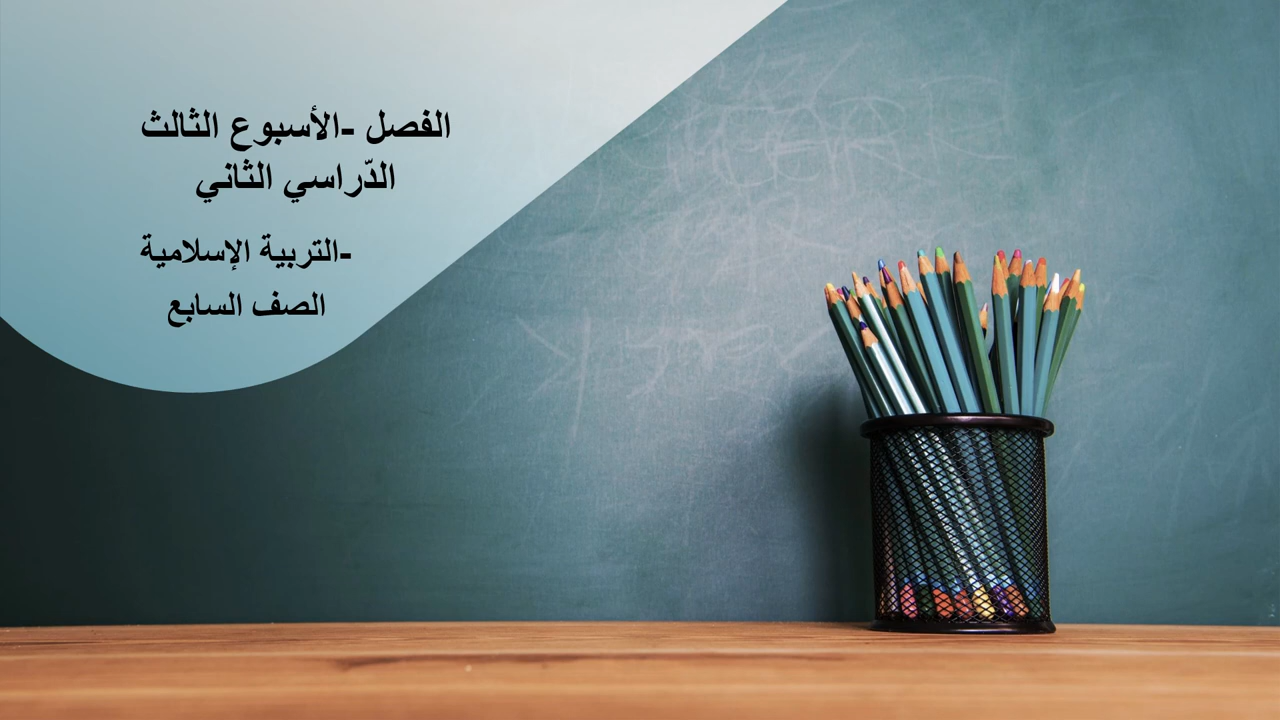 الفصل -الأسبوع الثالث
الدّراسي الثاني
-التربية الإسلامية
الصف السابع